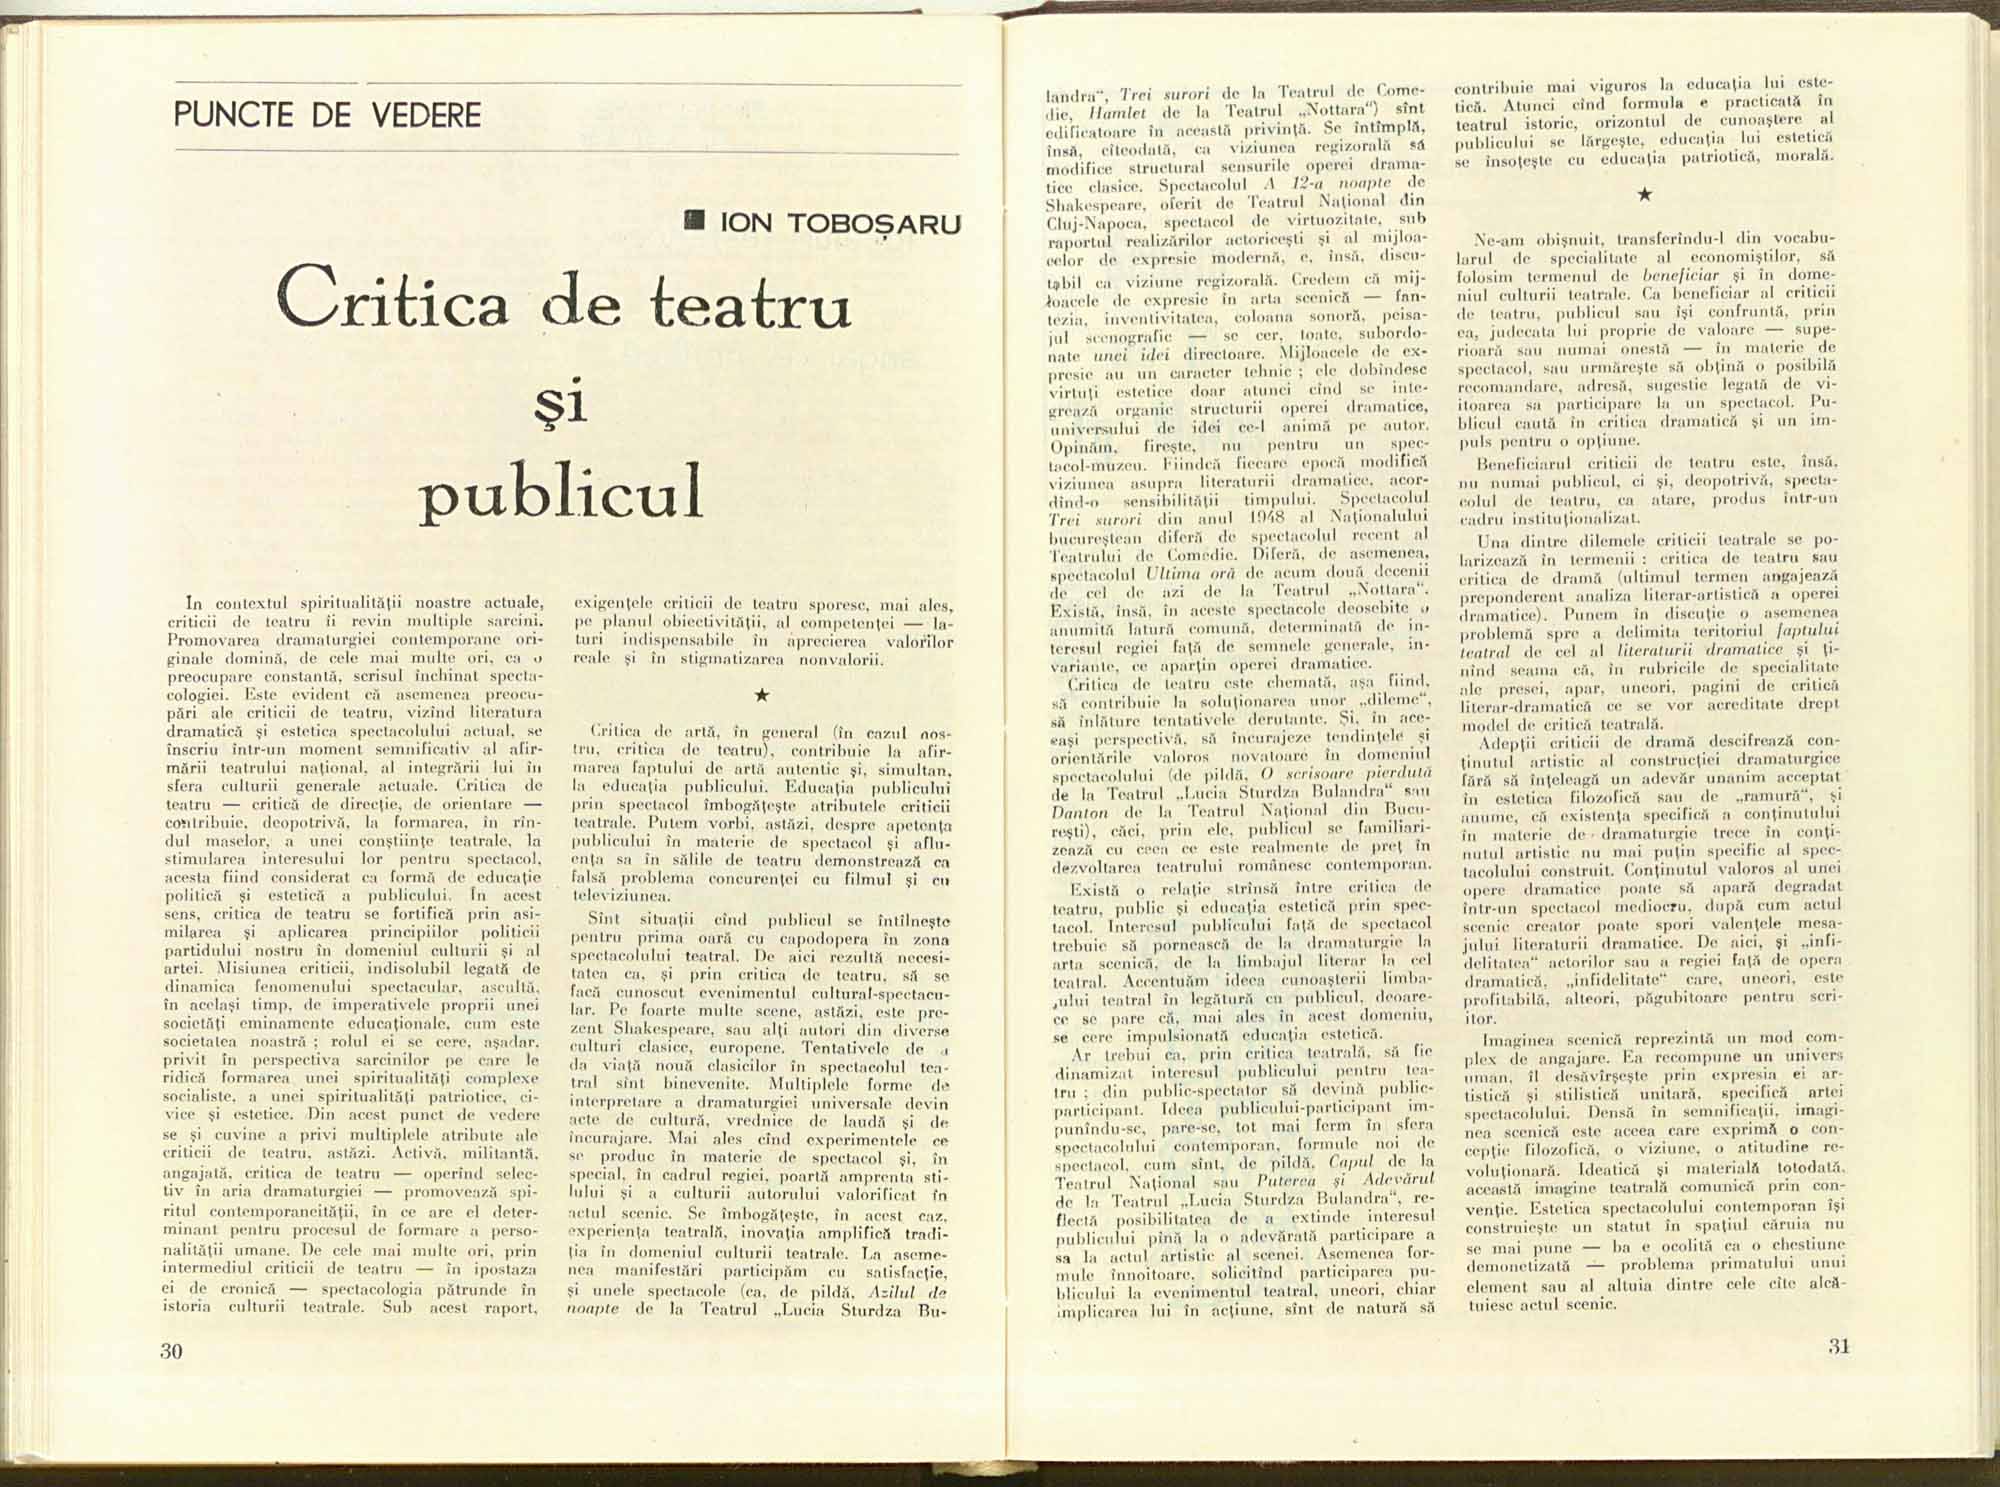 PUNCTE DE VEDERE
■ ION TOBOȘARU
Critica de teatru
și
publicul
In contextul spiritualității noastre actuale,
criticii de teatru îi revin multiple sarcini.
Promovarea dramaturgiei contemporane ori-
ginale domină, de cele mai multe ori, ca o
preocupare constantă, scrisul închinat specta-
cologiei. Este evident că asemenea preocu-
pări ale criticii de teatru, vizînd literatura
dramatică și estetica spectacolului actual, se
înscriu într-un moment semnificativ al afir-
mării teatrului național, al integrării lui în
sfera culturii generale actuale. Critica de
teatru — critică de direcție, de orientare —
contribuie, deopotrivă, la formarea, în rîn-
dul maselor, a unei conștiințe teatrale, la
stimularea interesului lor pentru spectacol,
acesta fiind considerat ca formă de educație
politică și estetică a publicului. În acest
sens, critica de teatru se fortifică prin asi-
milarea și aplicarea principiilor politicii
partidului nostru în domeniul culturii și al
artei. Misiunea criticii, indisolubil legată de
dinamica fenomenului spectacular, ascultă,
în același timp, de imperativele proprii unei
societăți eminamente educaționale, cum este
societatea noastră ; rolul ei se cere, așadar,
privit în perspectiva sarcinilor pe care le
ridică formarea unei spiritualități complexe
socialiste, a unei spiritualități patriotice, ci-
vice și estetice. Din acest punct de vedere
se și cuvine a privi multiplele atribute ale
criticii de teatru, astăzi. Activă, militantă,
angajată, critica de teatru — operînd selec-
tiv în aria dramaturgiei — promovează spi-
ritul contemporaneității, în ce are el deter-
minant pentru procesul de formare a perso-
nalității umane. De cele mai multe ori, prin
intermediul criticii de teatru — în ipostaza
ei de cronică — spectacologia pătrunde în
istoria culturii teatrale. Sub acest raport,
exigențele criticii de teatru sporesc, mai ales,
pe planul obiectivității, al competenței — la-
turi indispensabile în aprecierea valorilor
reale și în stigmatizarea nonvalorii.
★
Critica de artă, în general (în cazul nos-
tru, critica de teatru), contribuie la afir-
marea faptului de artă autentic și, simultan,
la educația publicului. Educația publicului
prin spectacol îmbogățește atributele criticii
teatrale. Putem vorbi, astăzi, despre apetența
publicului în materie de spectacol și aflu-
ența sa în sălile de teatru demonstrează ca
falsă problema concurenței cu filmul și cu
televiziunea.
Sînt situații cînd publicul se întîlnește
pentru prima oară cu capodopera în zona
spectacolului teatral. De aici rezultă necesi-
tatea ca, și prin critica de teatru, să se
facă cunoscut evenimentul cultural-spectacu-
lar. Pe foarte multe scene, astăzi, este pre-
zent Shakespeare, sau alți autori din diverse
culturi clasice, europene. Tentativele de a
da viață nouă clasicilor în spectacolul tea-
tral sînt binevenite. Multiplele forme de
interpretare a dramaturgiei universale devin
acte de cultură, vrednice de laudă și de
încurajare. Mai ales cînd experimentele ce
se produc în materie de spectacol și, în
special, în cadrul regiei, poartă amprenta sti-
lului și a culturii autorului valorificat în
actul scenic. Se îmbogățește, în acest caz,
experiența teatrală, inovația amplifică tradi-
ția în domeniul culturii teatrale. La aseme-
nea manifestări participăm cu satisfacție,
și unele spectacole (ca, de pildă, Azilul de
noapte de la Teatrul „Lucia Sturdza Bu-
30
landra“, Trei surori de la Teatrul de Come-
die, Hamlet de la Teatrul „Nottara“) sînt
edificatoare în această privință. Se întîmplă,
însă, cîteodată, ca viziunea regizorală să
modifice structural sensurile operei drama-
tice clasice. Spectacolul A 12-a noapte de
Shakespeare, oferit de Teatrul Național din
Cluj-Napoca, spectacol de virtuozitate, sub
raportul realizărilor actoricești și al mijloa-
celor de expresie modernă, e, însă, discu-
tabil ca viziune regizorală. Credem că mij-
loacele de expresie în arta scenică — fan-
tezia, inventivitatea, coloana sonoră, peisa-
jul scenografic — se cer, toate, subordo-
nate unei idei directoare. Mijloacele de ex-
presie au un caracter tehnic ; ele dobîndesc
virtuți estetice doar atunci cînd se inte-
grează organic structurii operei dramatice,
universului de idei ce-l animă pe autor.
Opinăm, firește, nu pentru un spec-
tacol-muzeu. Fiindcă fiecare epocă modifică
viziunea asupra literaturii dramatice, acor-
dînd-o sensibilității timpului. Spectacolul
Trei surori din anul 1948 al Naționalului
bucureștean diferă de spectacolul recent al
Teatrului de Comedie. Diferă, de asemenea,
spectacolul Ultima oră de acum două decenii
de cel de azi de la Teatrul „Nottara“.
Există, însă, în aceste spectacole deosebite o
anumită latură comună, determinată de in-
teresul regiei față de semnele generale, in-
variante, ce aparțin operei dramatice.
Critica de teatru este chemată, așa fiind,
să contribuie la soluționarea unor „dileme“,
să înlăture tentativele derutante. Și, în ace-
eași perspectivă, să încurajeze tendințele și
orientările valoros novatoare în domeniul
spectacolului (de pildă, O scrisoare pierdută
de la Teatrul „Lucia Sturdza Bulandra“ sau
Danton de la Teatrul Național din Bucu-
rești), căci, prin ele, publicul se familiari-
zează cu ceea ce este realmente de preț în
dezvoltarea teatrului românesc contemporan.
Există o relație strînsă între critica de
teatru, public și educația estetică prin spec-
tacol. Interesul publicului față de spectacol
trebuie să pornească de la dramaturgie la
arta scenică, de la limbajul literar la cel
teatral. Accentuăm ideea cunoașterii limba-
jului teatral în legătură cu publicul, deoare-
ce se pare că, mai ales în acest domeniu,
se cere impulsionată educația estetică.
Ar trebui ca, prin critica teatrală, să fie
dinamizat interesul publicului pentru tea-
tru ; din public-spectator să devină public-
participant. Ideea publicului-participant im-
punîndu-se, pare-se, tot mai ferm în sfera
spectacolului contemporan, formule noi de
spectacol, cum sînt, de pildă, Capul de la
Teatrul Național sau Puterea și Adevărul
de la Teatrul „Lucia Sturdza Bulandra“, re-
flectă posibilitatea de a extinde interesul
publicului pînă la o adevărată participare a
sa la actul artistic al scenei. Asemenea for-
mule înnoitoare, solicitînd participarea pu-
blicului la evenimentul teatral, uneori, chiar
implicarea lui în acțiune, sînt de natură să
contribuie mai viguros la educația lui este-
tică. Atunci cînd formula e practicată în
teatrul istoric, orizontul de cunoaștere al
publicului se lărgește, educația lui estetică
se însoțește cu educația patriotică, morală.
★
Ne-am obișnuit, transferîndu-l din vocabu-
larul de specialitate al economiștilor, să
folosim termenul de beneficiar și în dome-
niul culturii teatrale. Ca beneficiar al criticii
de teatru, publicul sau își confruntă, prin
ea, judecata lui proprie de valoare — supe-
rioară sau numai onestă — în materie de
spectacol, sau urmărește să obțină o posibilă
recomandare, adresă, sugestie legată de vi-
itoarea sa participare la un spectacol. Pu-
blicul caută în critica dramatică și un im-
puls pentru o opțiune.
Beneficiarul criticii de teatru este, însă,
nu numai publicul, ci și, deopotrivă, specta-
colul de teatru, ca atare, produs într-un
cadru instituționalizat.
Una dintre dilemele criticii teatrale se po-
larizează în termenii : critica de teatru sau
critica de dramă (ultimul termen angajează
preponderent analiza literar-artistică a operei
dramatice). Punem în discuție o asemenea
problemă spre a delimita teritoriul faptului
teatral de cel al literaturii dramatice și ți-
nînd seama că, în rubricile de specialitate
ale presei, apar, uneori, pagini de critică
literar-dramatică ce se vor acreditate drept
model de critică teatrală.
Adepții criticii de dramă descifrează con-
ținutul artistic al construcției dramaturgice
fără să înțeleagă un adevăr unanim acceptat
în estetica filozofică sau de „ramură“, și
anume, că existența specifică a conținutului
în materie de dramaturgie trece în conți-
nutul artistic nu mai puțin specific al spec-
tacolului construit. Conținutul valoros al unei
opere dramatice poate să apară degradat
într-un spectacol mediocru, după cum actul
scenic creator poate spori valențele mesa-
jului literaturii dramatice. De aici, și „infi-
delitatea“ actorilor sau a regiei față de opera
dramatică, „infidelitate“ care, uneori, este
profitabilă, alteori, păgubitoare pentru scri-
itor.
Imaginea scenică reprezintă un mod com-
plex de angajare. Ea recompune un univers
uman, îl desăvîrșește prin expresia ei ar-
tistică și stilistică unitară, specifică artei
spectacolului. Densă în semnificații, imagi-
nea scenică este aceea care exprimă o con-
cepție filozofică, o viziune, o atitudine re-
voluționară. Ideatică și materială totodată,
această imagine teatrală comunică prin con-
venție. Estetica spectacolului contemporan își
construiește un statut în spațiul căruia nu
se mai pune — ba e ocolită ca o chestiune
demonetizată — problema primatului unui
element sau al altuia dintre cele cîte alcă-
tuiesc actul scenic.
31